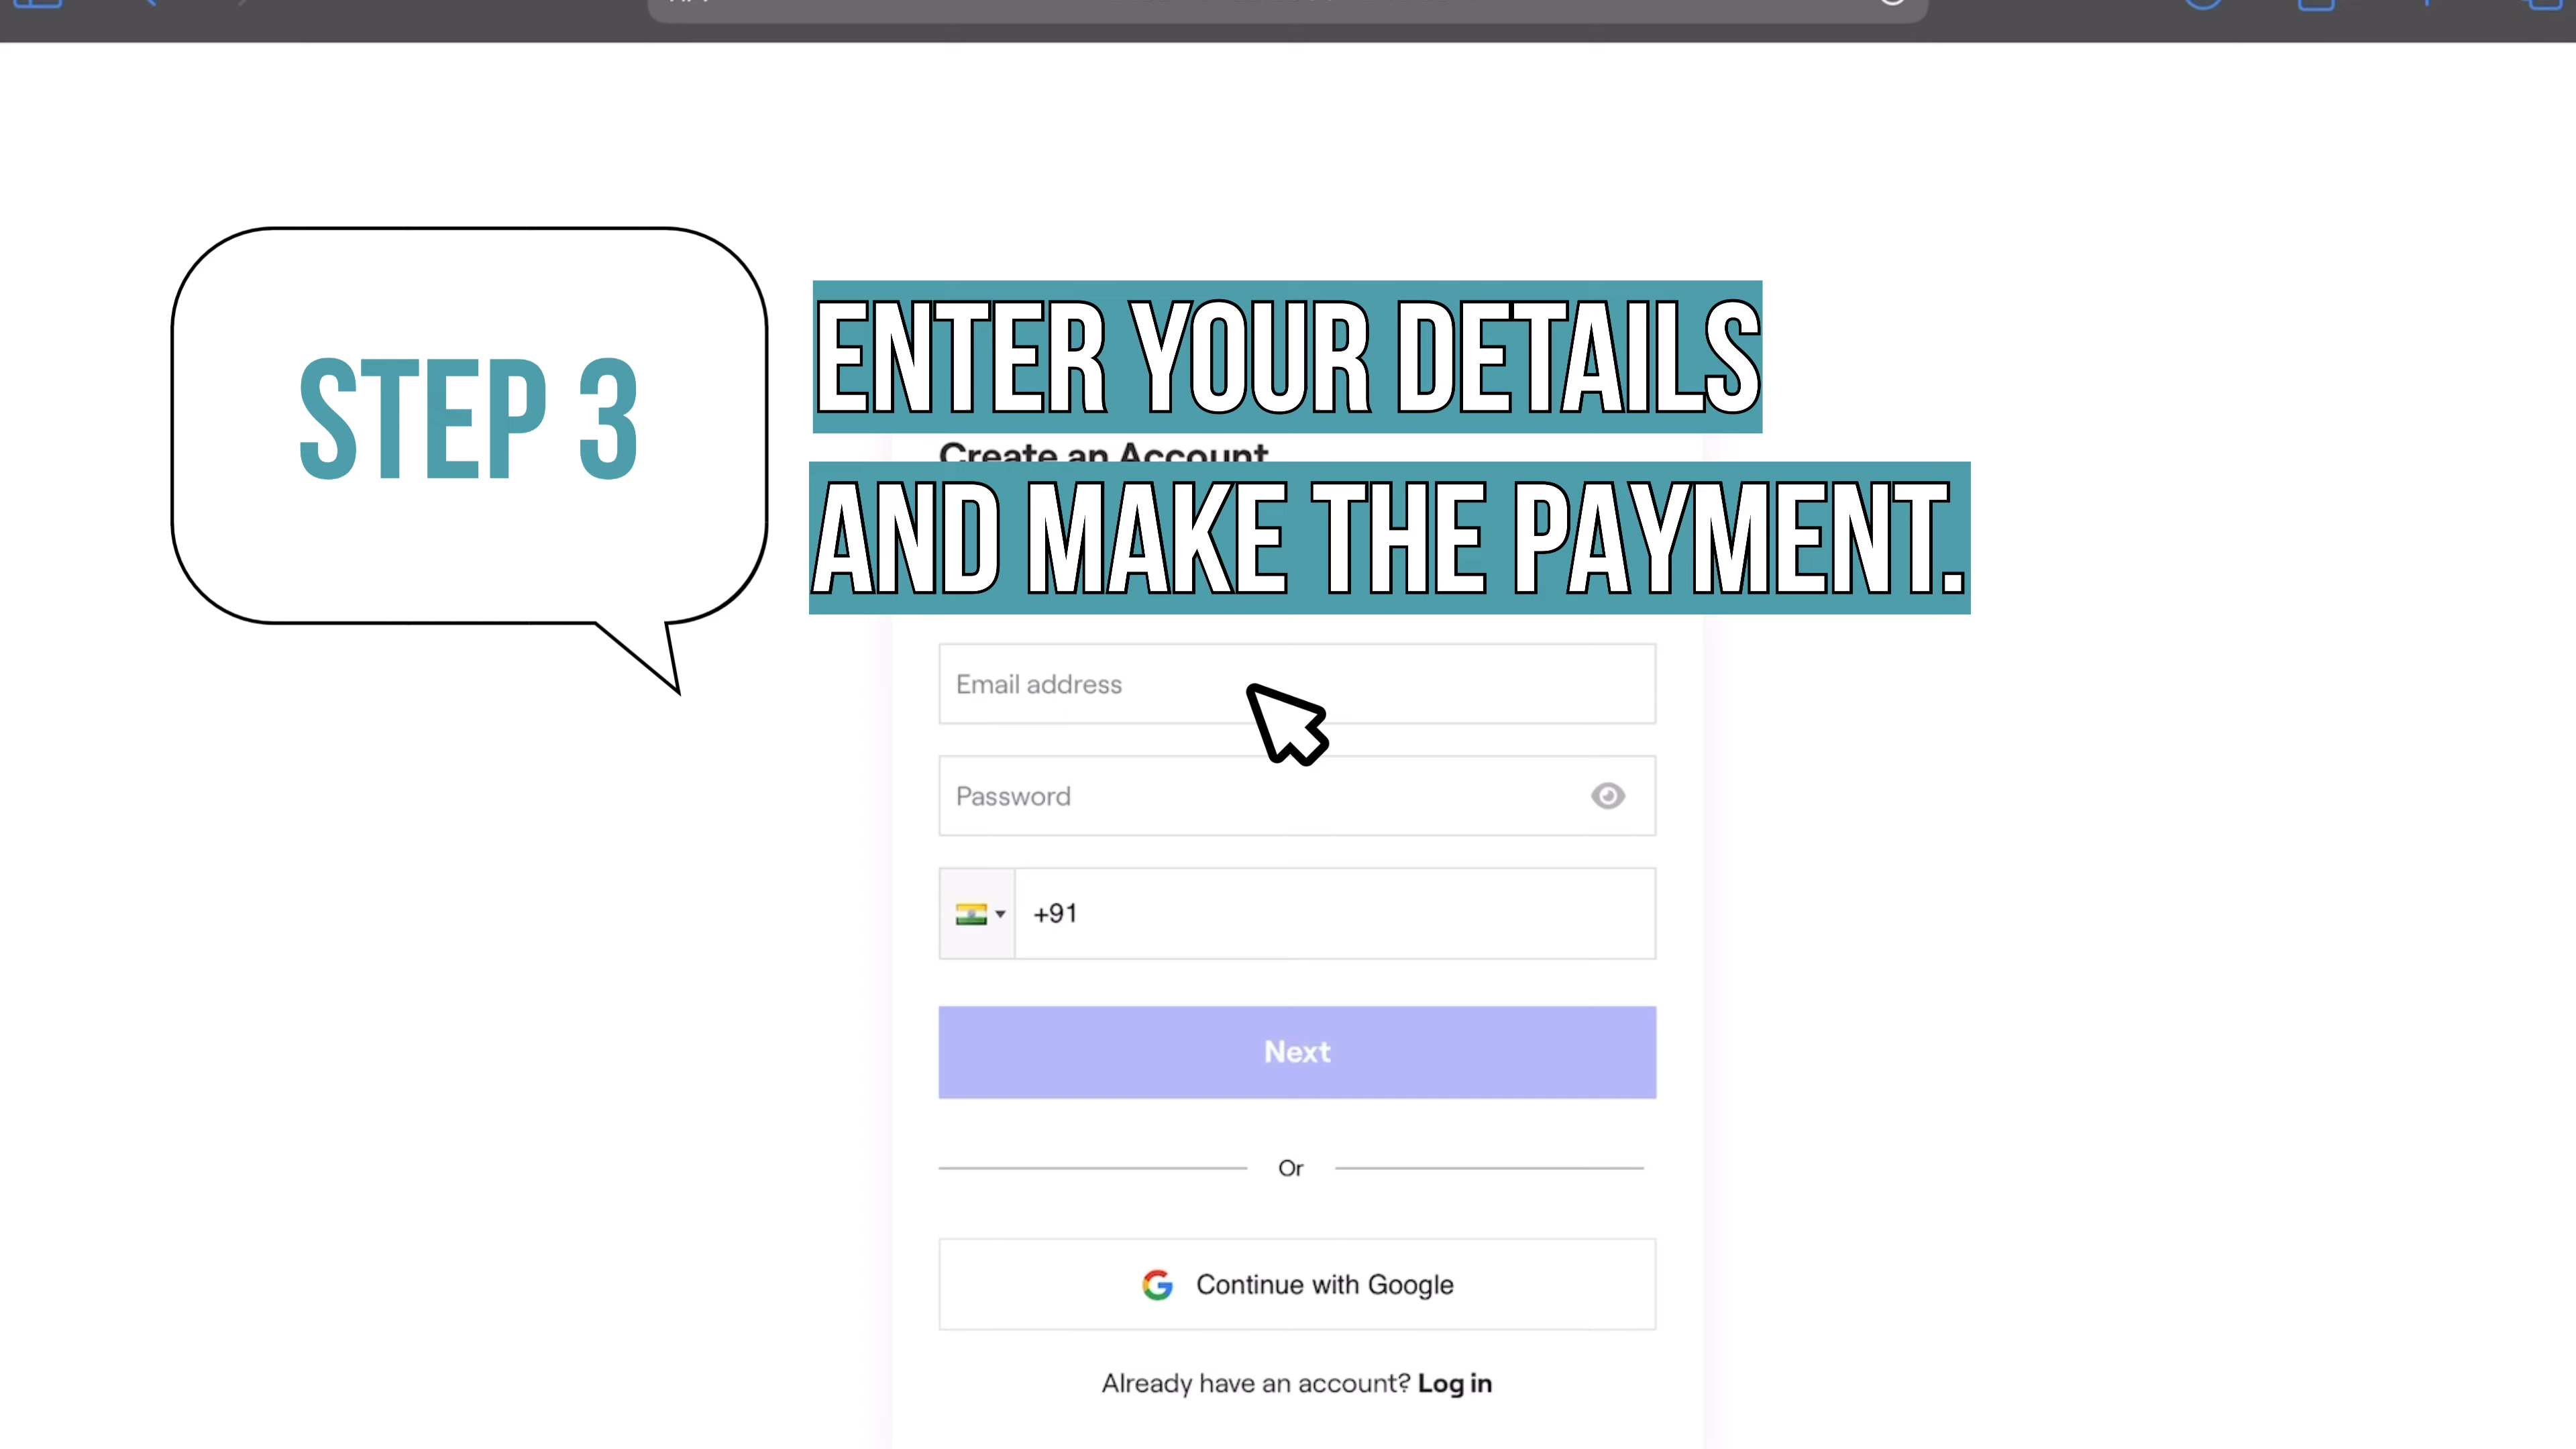 STEP 3
ENTER YOUR DETAILS
Create an Account
AND MAKE THE PAYMENT.
Email address
Password
+91
Next
Or
Continue with Google
Already have an account? Log in